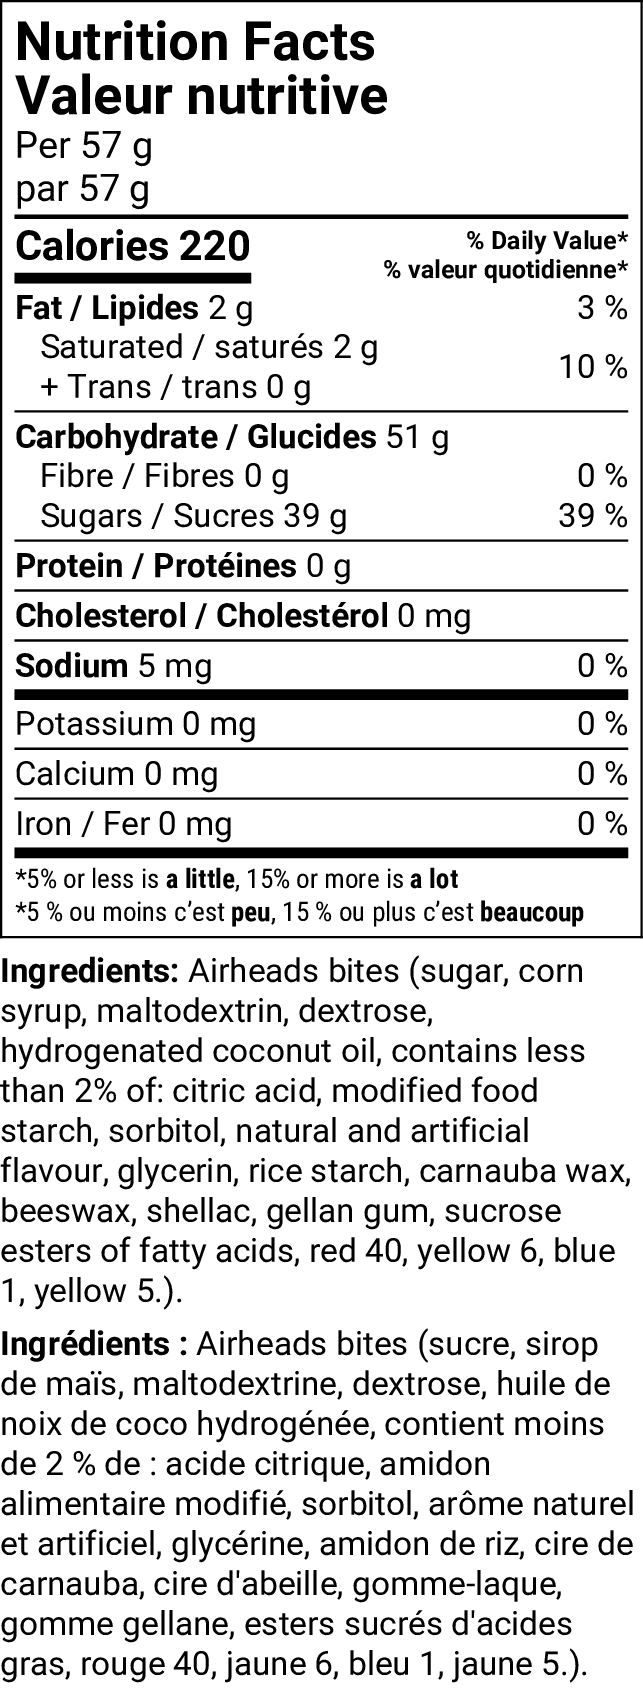 Nutrition Facts
Valeur nutritive
Per 57 g
par 57 g
Calories 220
% Daily Value*
% valeur quotidienne*
Fat / Lipides 2 g 3 %
Saturated / saturés 2 g
+ Trans / trans 0 g
10 %
Carbohydrate / Glucides 51 g
Fibre / Fibres 0 g 0 %
Sugars / Sucres 39 g 39 %
Protein / Protéines 0 g
Cholesterol / Cholestérol 0 mg
Sodium 5 mg 0 %
Potassium 0 mg 0 %
Calcium 0 mg 0 %
Iron / Fer 0 mg 0 %
*5% or less is a little, 15% or more is a lot
*5 % ou moins c’est peu, 15 % ou plus c’est beaucoup
Ingredients: Airheads bites (sugar, corn
syrup, maltodextrin, dextrose,
hydrogenated coconut oil, contains less
than 2% of: citric acid, modified food
starch, sorbitol, natural and artificial
flavour, glycerin, rice starch, carnauba wax,
beeswax, shellac, gellan gum, sucrose
esters of fatty acids, red 40, yellow 6, blue
1, yellow 5.).
Ingrédients : Airheads bites (sucre, sirop
de maïs, maltodextrine, dextrose, huile de
noix de coco hydrogénée, contient moins
de 2 % de : acide citrique, amidon
alimentaire modifié, sorbitol, arôme naturel
et artificiel, glycérine, amidon de riz, cire de
carnauba, cire d'abeille, gomme-laque,
gomme gellane, esters sucrés d'acides
gras, rouge 40, jaune 6, bleu 1, jaune 5.).